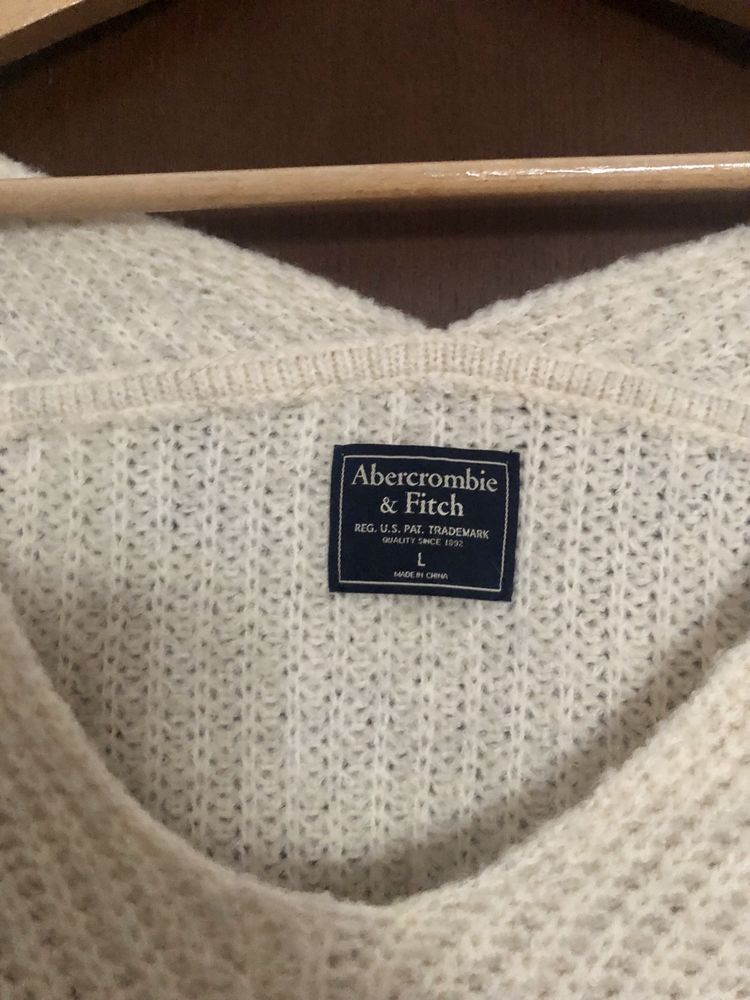 Abercrombie
& Fitch
REG. U.S. PAT. TRADEMARK
QUALITY SINCE 1892
L
MADE IN CHINA